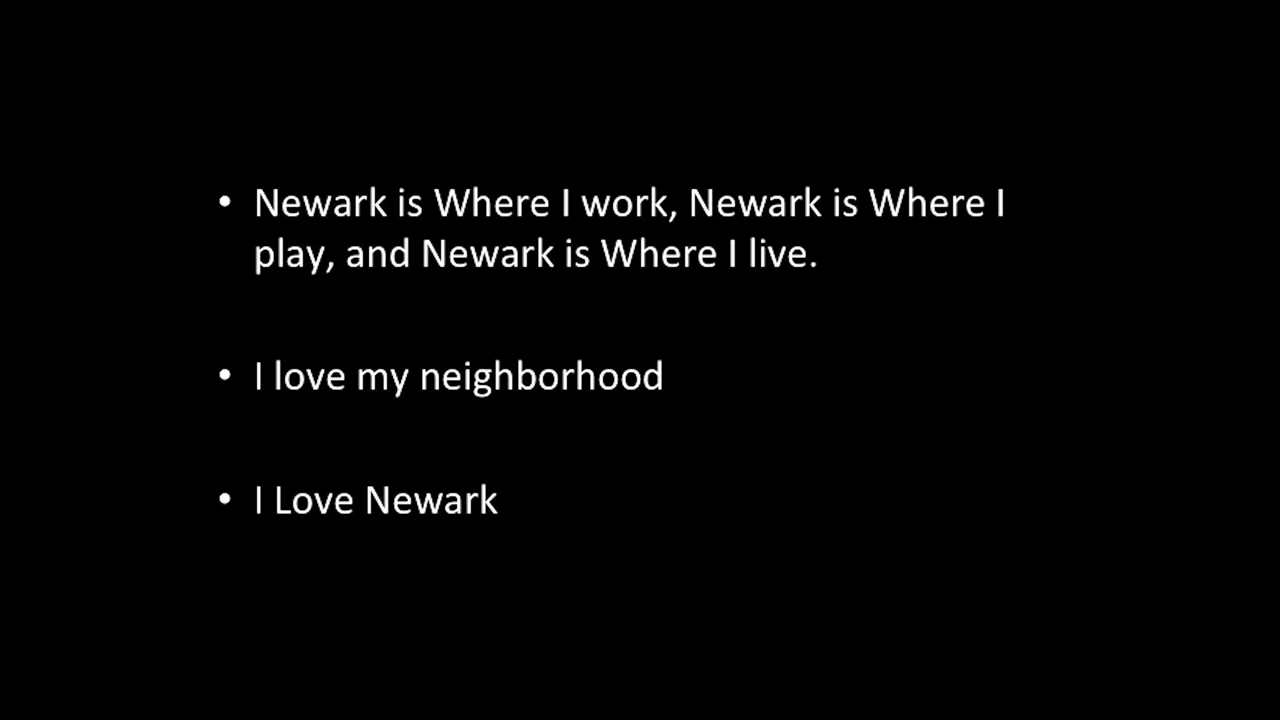 • Newark is Where I work, Newark is Where I
play, and Newark is Where I live.
• I love my neighborhood
• I Love Newark